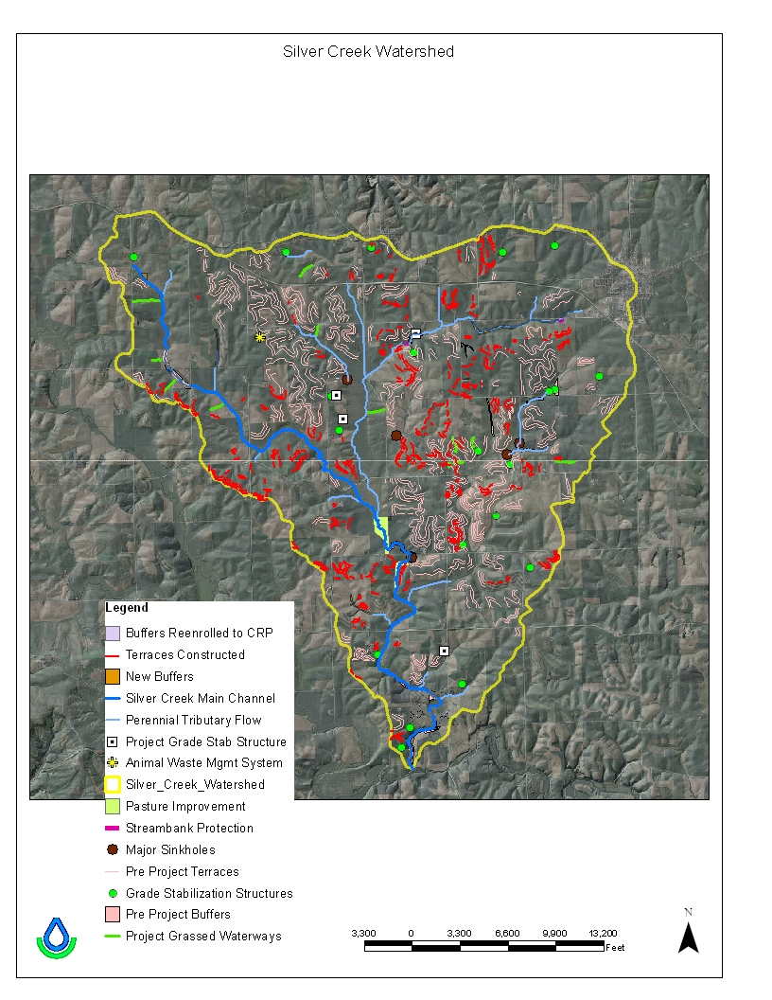 Silver Creek Watershed
Legend
Buffers Reenrolled to CRP
Terraces Constructed
New Buffers
Silver Creek Main Channel
Perennial Tributary Flow
Project Grade Stab Structure
Animal Waste Mgmt System
Silver_Creek_Watershed
Pasture Improvement
Streambank Protection
Major Sinkholes
Pre Project Terraces
Grade Stabilization Structures
Pre Project Buffers
Project Grassed Waterways
N
3,300 0 3,300 6,600 9,900 13,200
Feet